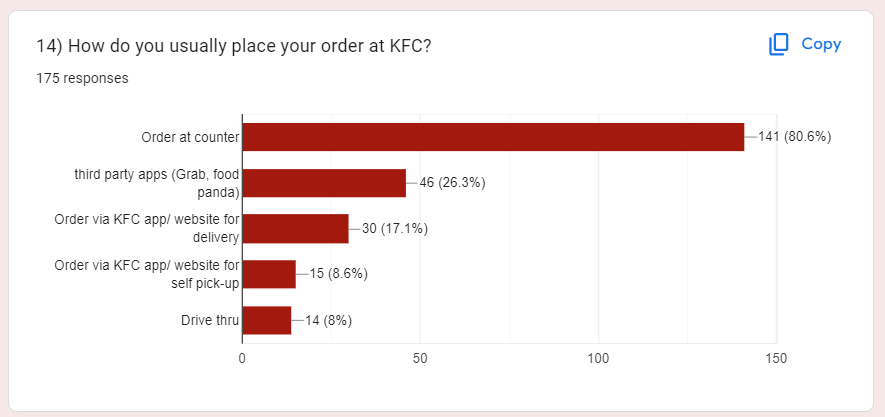 14) How do you usually place your order at KFC?
Copy
175 responses
Order at counter
141 (80.6%)
third party apps (Grab, food
panda)
46 (26.3%)
Order via KFC app/ website for
delivery
30 (17.1%)
Order via KFC app/ website for
self pick-up
15 (8.6%)
Drive thru
14 (8%)
0
50
100
150